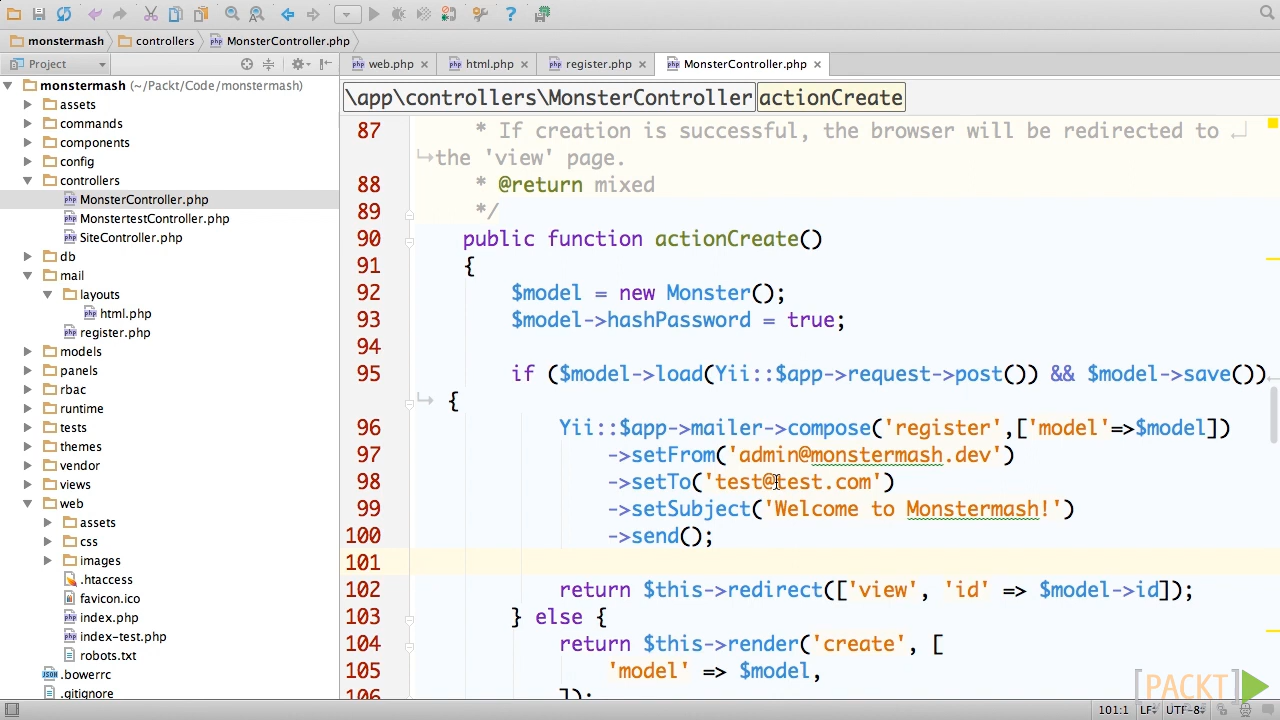 monstermash controllers MonsterController.php
Project web.php html.php register.php MonsterController.php
monstermash (~/Packt/Code/monstermash)
assets
commands
components
config
controllers
MonsterController.php
MonstertestController.php
SiteController.php
db
mail
layouts
html.php
register.php
models
panels
rbac
runtime
tests
themes
vendor
views
web
assets
css
images
.htaccess
favicon.ico
index.php
index-test.php
robots.txt
.bowerrc
.gitignore
\app\controllers\MonsterController actionCreate
87 * If creation is successful, the browser will be redirected to
the 'view' page.
88 * @return mixed
89 */
90 public function actionCreate()
91 {
92 $model = new Monster();
93 $model->hashPassword = true;
94
95 if ($model->load(Yii::$app->request->post()) && $model->save())
{
96 Yii::$app->mailer->compose('register',['model'=>$model])
97 ->setFrom('admin@monstermash.dev')
98 ->setTo('test@test.com')
99 ->setSubject('Welcome to Monstermash!')
100 ->send();
101
102 return $this->redirect(['view', 'id' => $model->id]);
103 } else {
104 return $this->render('create', [
105 'model' => $model,
106 ]);
[PACKT]
101:1 LF UTF-8